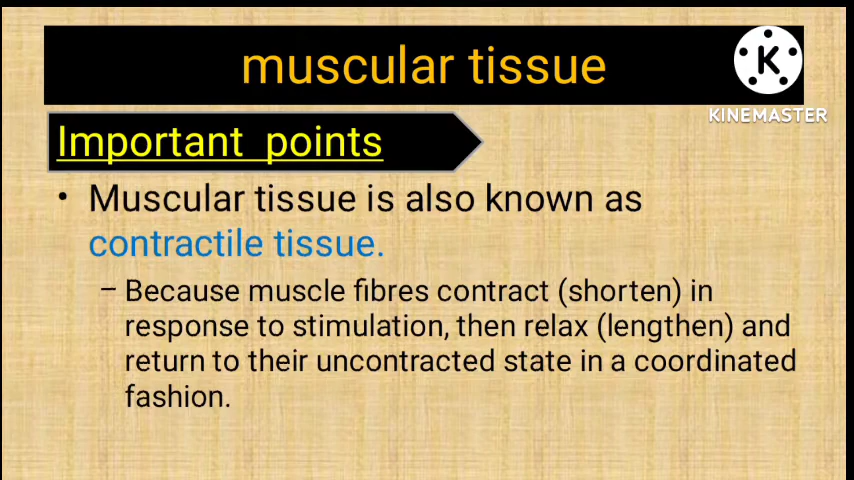 muscular tissue
K
KINEMASTER
Important points
• Muscular tissue is also known as
contractile tissue.
– Because muscle fibres contract (shorten) in
response to stimulation, then relax (lengthen) and
return to their uncontracted state in a coordinated
fashion.